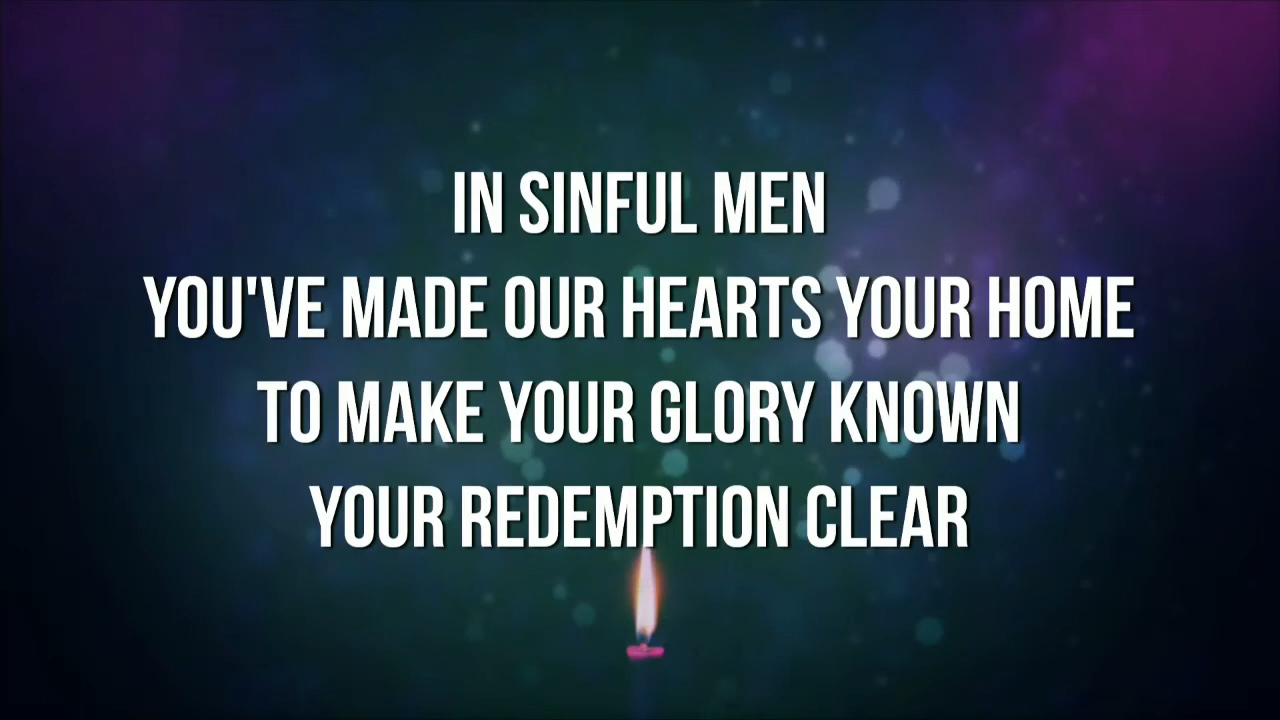 IN SINFUL MEN
YOU'VE MADE OUR HEARTS YOUR HOME
TO MAKE YOUR GLORY KNOWN
YOUR REDEMPTION CLEAR